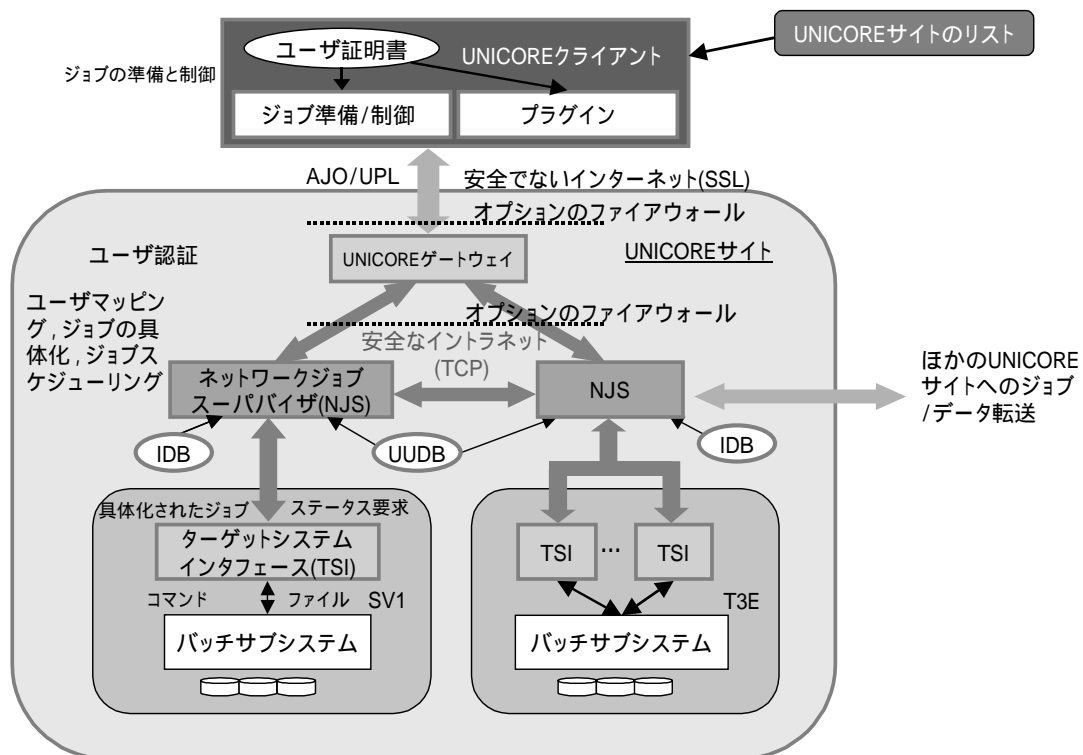 UNICOREサイトのリスト
ユーザ証明書
UNICOREクライアント
ジョブの準備と制御
ジョブ準備/制御
プラグイン
AJO/UPL
安全でないインターネット(SSL)
オプションのファイアウォール
ユーザ認証
UNICOREゲートウェイ
UNICOREサイト
ユーザマッピン
グ,ジョブの具
体化,ジョブス
ケジューリング
オプションのファイアウォール
安全なイントラネット
(TCP)
ネットワークジョブ
スーパバイザ(NJS)
NJS
ほかのUNICORE
サイトへのジョブ
/データ転送
IDB
UUDB
IDB
具体化されたジョブ
ステータス要求
ターゲットシステム
インタフェース(TSI)
TSI
...
TSI
コマンド
ファイル
SV1
T3E
バッチサブシステム
バッチサブシステム